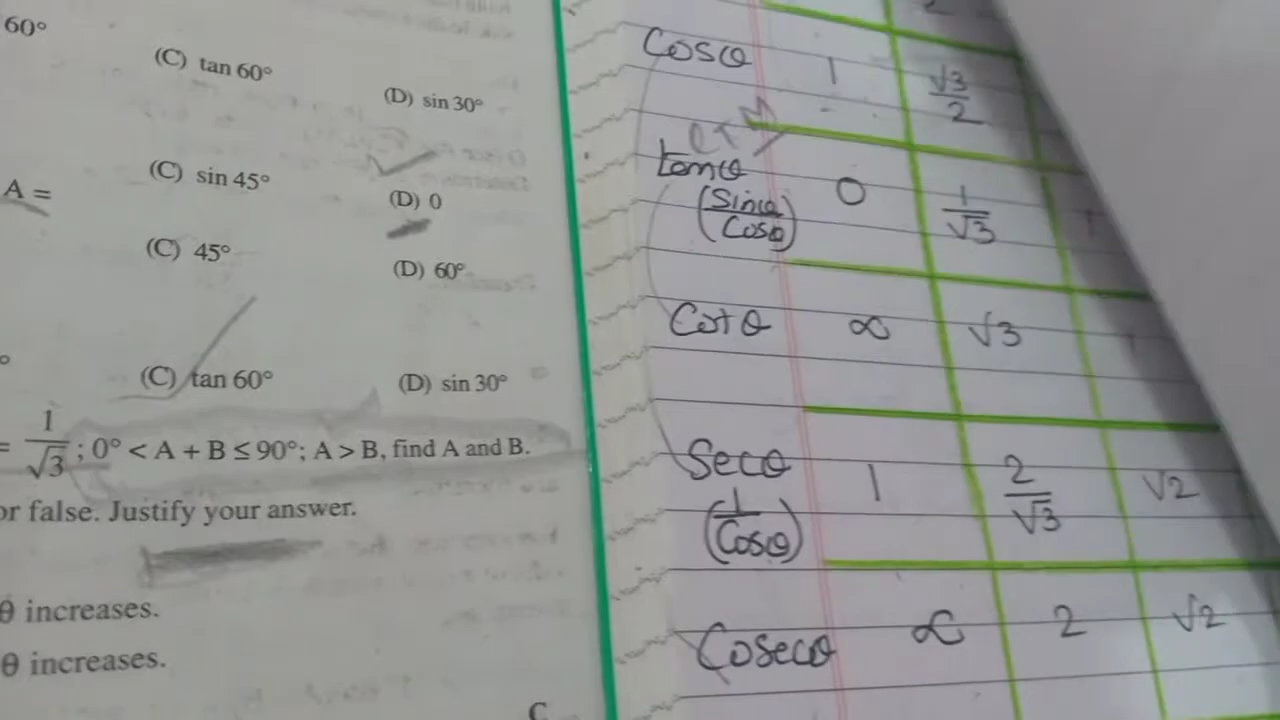 60°
(C) tan 60°
(D) sin 30°
A =
(C) sin 45°
(D) 0
(C) 45°
(D) 60°
(C) tan 60°
(D) sin 30°
= 1/√3 ; 0° < A + B ≤ 90°; A > B, find A and B.
or false. Justify your answer.
θ increases.
θ increases.
C
Cosθ 1 √3/2
tanθ 0 1/√3
(Sinθ/Cosθ)
Cotθ ∞ √3
Secθ 1 2/√3 √2
(1/Cosθ)
Cosecθ ∞ 2 √2